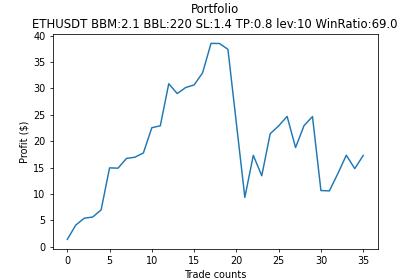 Portfolio
ETHUSDT BBM:2.1 BBL:220 SL:1.4 TP:0.8 lev:10 WinRatio:69.0
Profit ($)
40
35
30
25
20
15
10
5
0
0 5 10 15 20 25 30 35
Trade counts